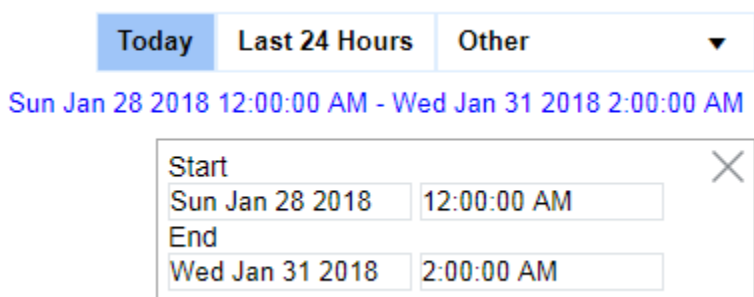 Today Last 24 Hours Other
Sun Jan 28 2018 12:00:00 AM - Wed Jan 31 2018 2:00:00 AM
Start
Sun Jan 28 2018 12:00:00 AM
End
Wed Jan 31 2018 2:00:00 AM